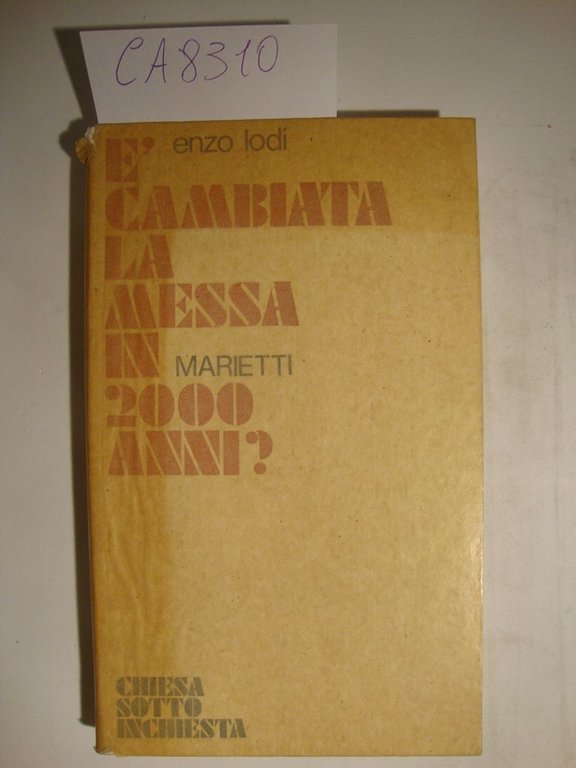 CA8310
enzo lodi
E'
CAMBIATA
LA
MESSA
IN
MARIETTI
2000
ANNI?
CHIESA
SOTTO
INCHIESTA